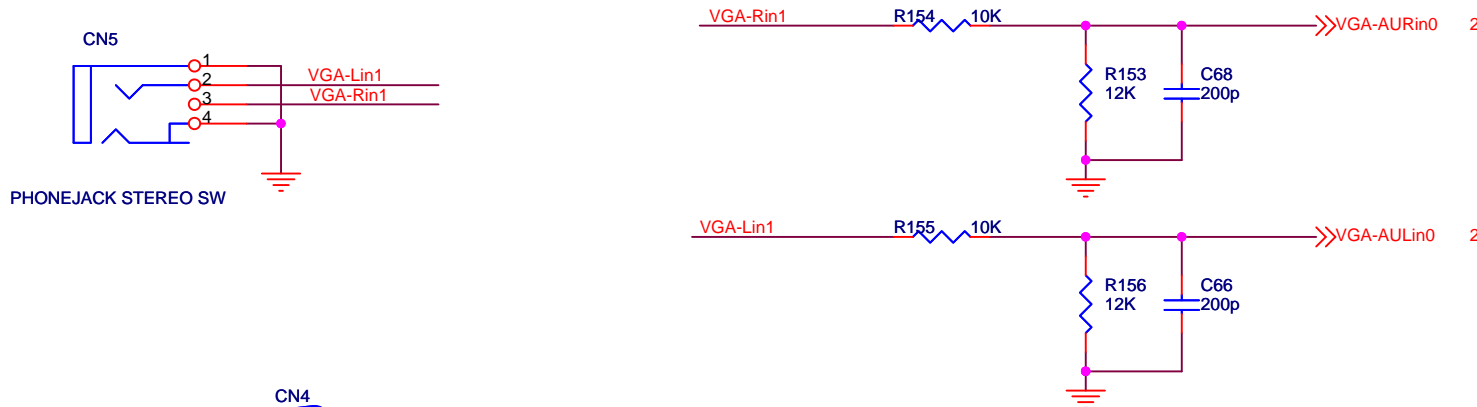 CN5
1
2
3
4
VGA-Lin1
VGA-Rin1
PHONEJACK STEREO SW
VGA-Rin1
R154
10K
VGA-AURin0
2
R153
12K
C68
200p
VGA-Lin1
R155
10K
VGA-AULin0
2
R156
12K
C66
200p
CN4